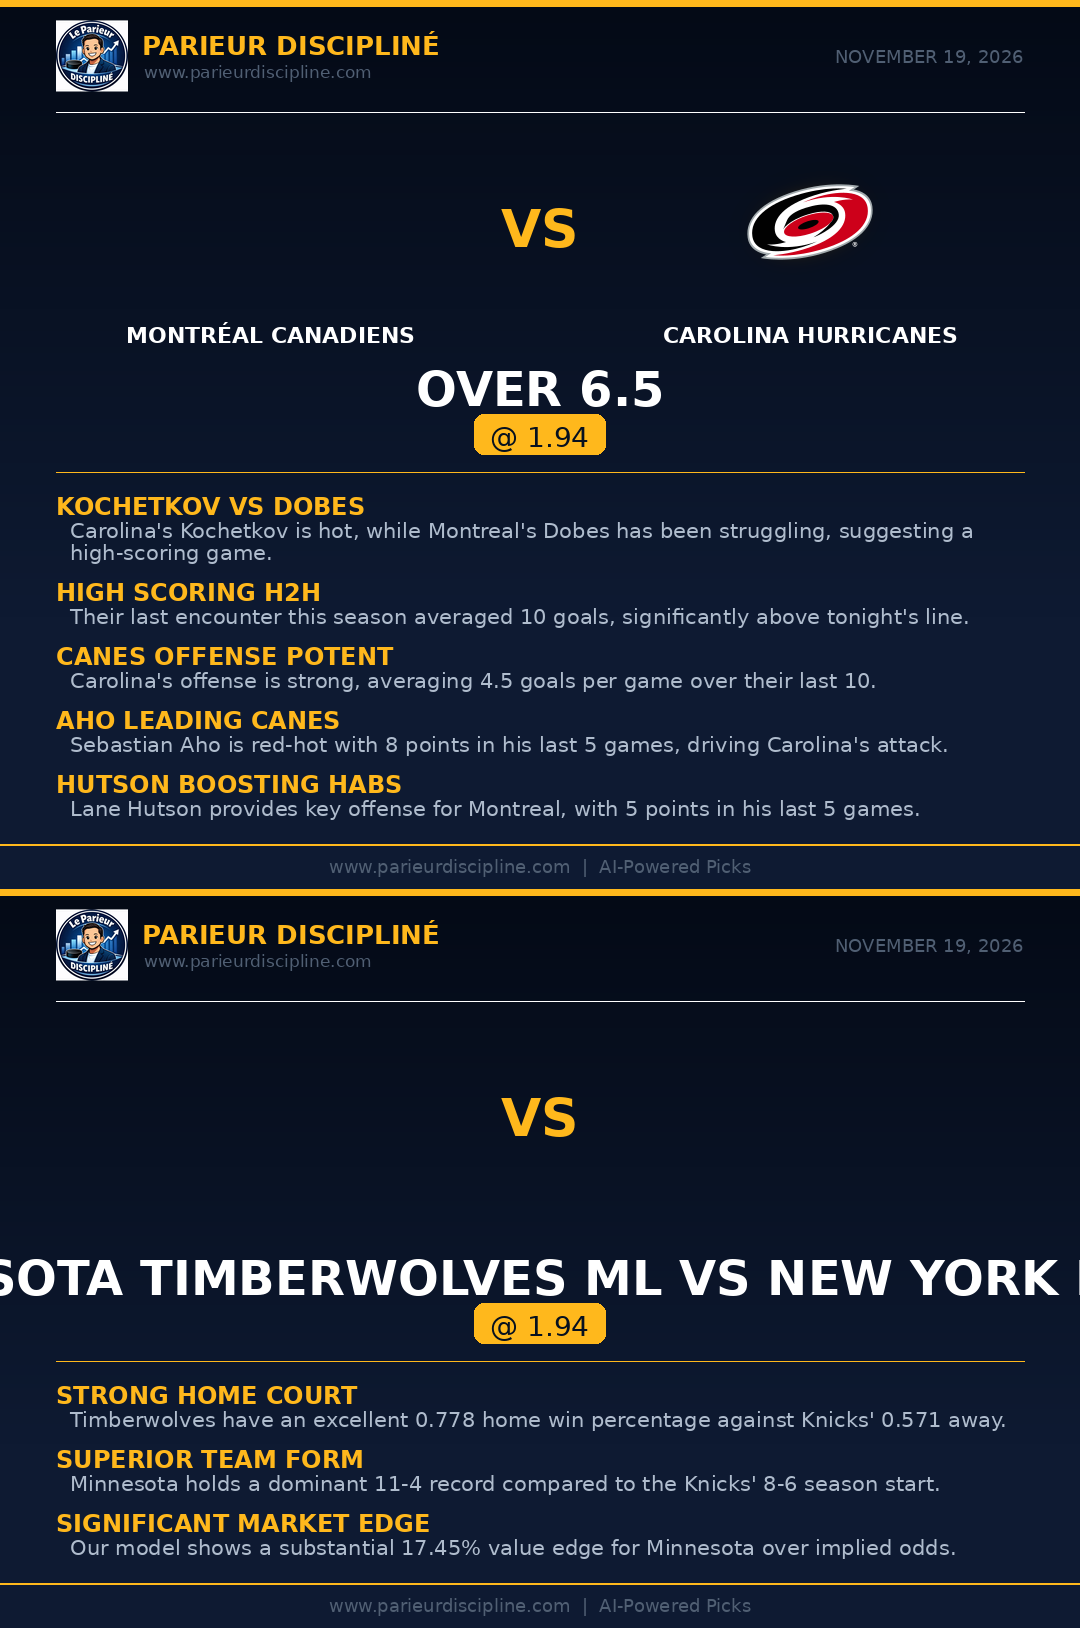 Le Parieur
DISCIPLINÉ
PARIEUR DISCIPLINÉ
www.parieurdiscipline.com
NOVEMBER 19, 2026
VS
MONTRÉAL CANADIENS
CAROLINA HURRICANES
OVER 6.5
@ 1.94
KOCHETKOV VS DOBES
Carolina's Kochetkov is hot, while Montreal's Dobes has been struggling, suggesting a
high-scoring game.
HIGH SCORING H2H
Their last encounter this season averaged 10 goals, significantly above tonight's line.
CANES OFFENSE POTENT
Carolina's offense is strong, averaging 4.5 goals per game over their last 10.
AHO LEADING CANES
Sebastian Aho is red-hot with 8 points in his last 5 games, driving Carolina's attack.
HUTSON BOOSTING HABS
Lane Hutson provides key offense for Montreal, with 5 points in his last 5 games.
www.parieurdiscipline.com | AI-Powered Picks
Le Parieur
DISCIPLINÉ
PARIEUR DISCIPLINÉ
www.parieurdiscipline.com
NOVEMBER 19, 2026
VS
SOTA TIMBERWOLVES ML VS NEW YORK
@ 1.94
STRONG HOME COURT
Timberwolves have an excellent 0.778 home win percentage against Knicks' 0.571 away.
SUPERIOR TEAM FORM
Minnesota holds a dominant 11-4 record compared to the Knicks' 8-6 season start.
SIGNIFICANT MARKET EDGE
Our model shows a substantial 17.45% value edge for Minnesota over implied odds.
www.parieurdiscipline.com | AI-Powered Picks